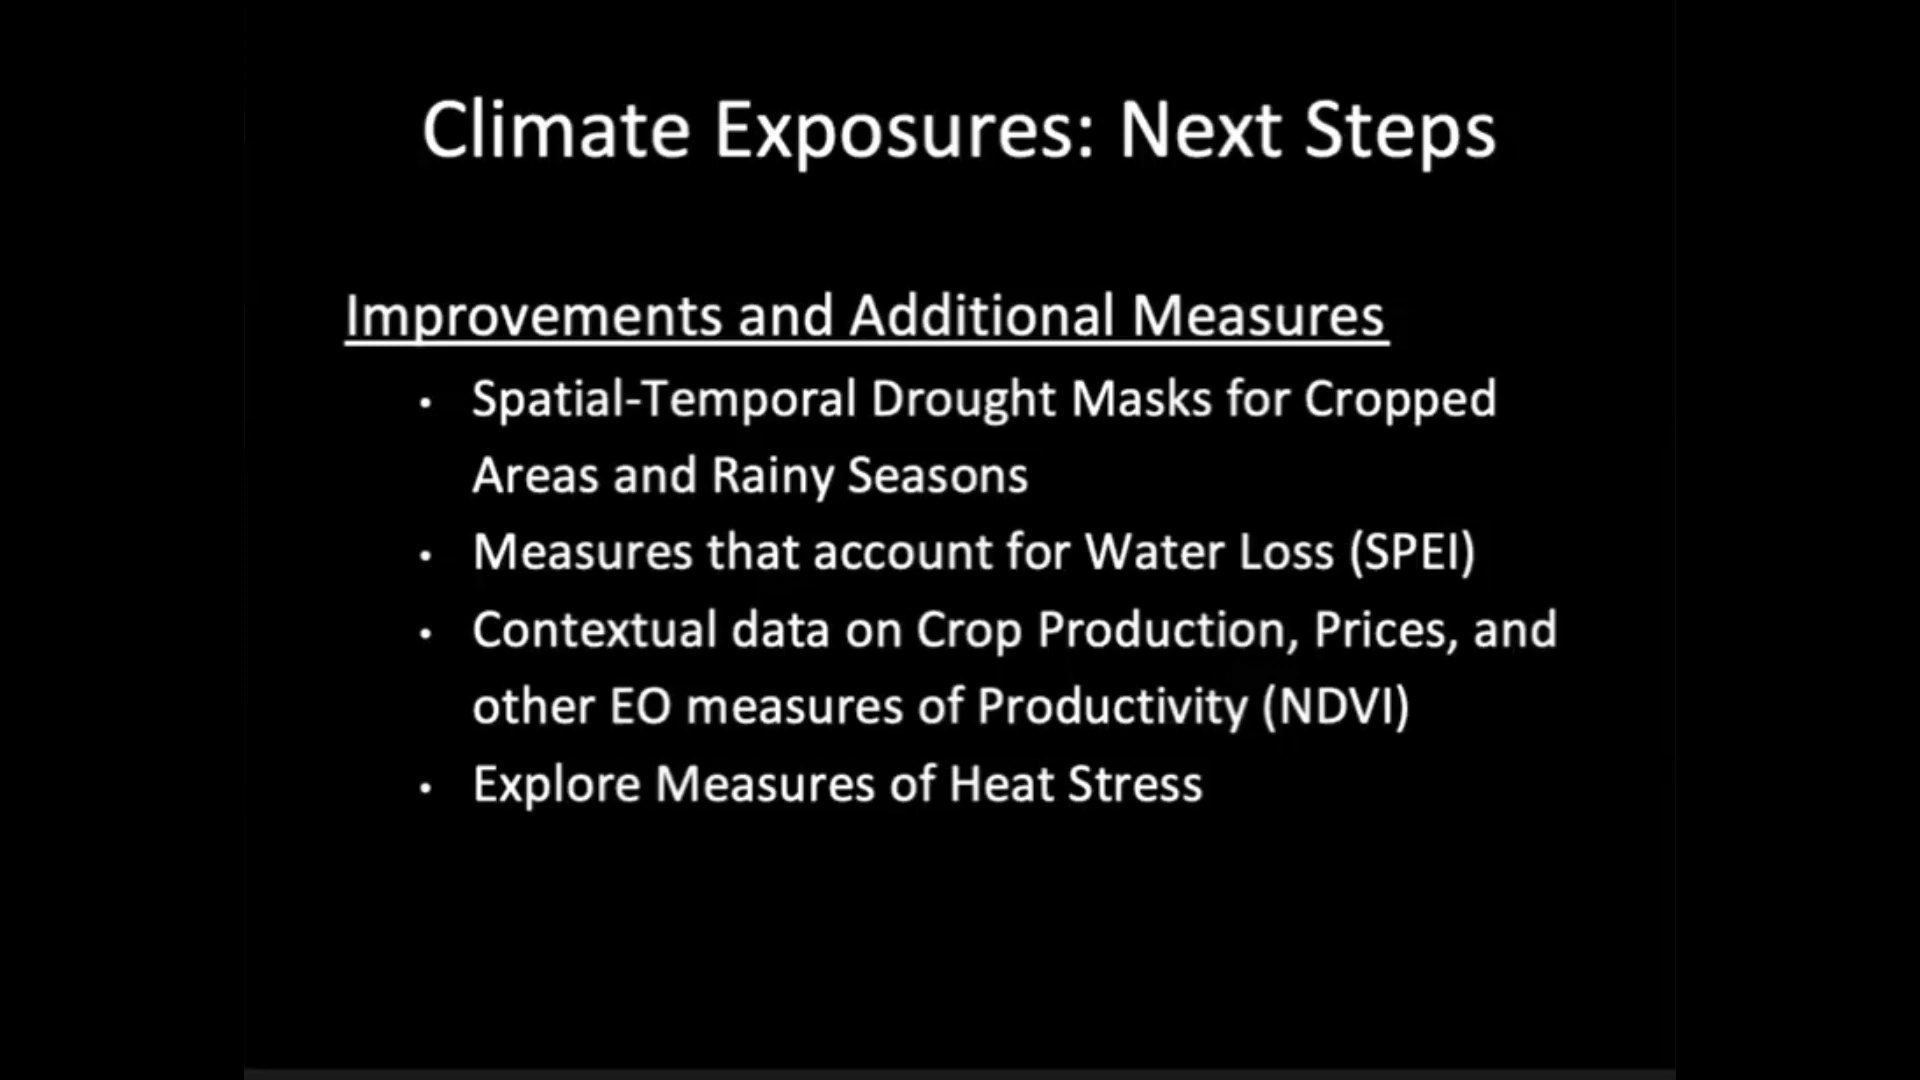 Climate Exposures: Next Steps
Improvements and Additional Measures
• Spatial-Temporal Drought Masks for Cropped
Areas and Rainy Seasons
• Measures that account for Water Loss (SPEI)
• Contextual data on Crop Production, Prices, and
other EO measures of Productivity (NDVI)
• Explore Measures of Heat Stress